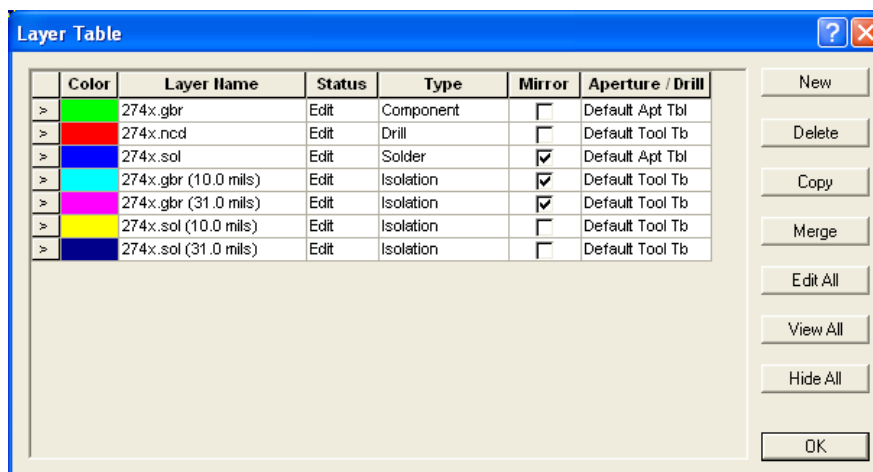 Layer Table
Color Layer Name Status Type Mirror Aperture / Drill
> 274x.gbr Edit Component Default Apt Tbl
> 274x.ncd Edit Drill Default Tool Tb
> 274x.sol Edit Solder Default Apt Tbl
> 274x.gbr (10.0 mils) Edit Isolation Default Tool Tb
> 274x.gbr (31.0 mils) Edit Isolation Default Tool Tb
> 274x.sol (10.0 mils) Edit Isolation Default Tool Tb
> 274x.sol (31.0 mils) Edit Isolation Default Tool Tb
New
Delete
Copy
Merge
Edit All
View All
Hide All
OK